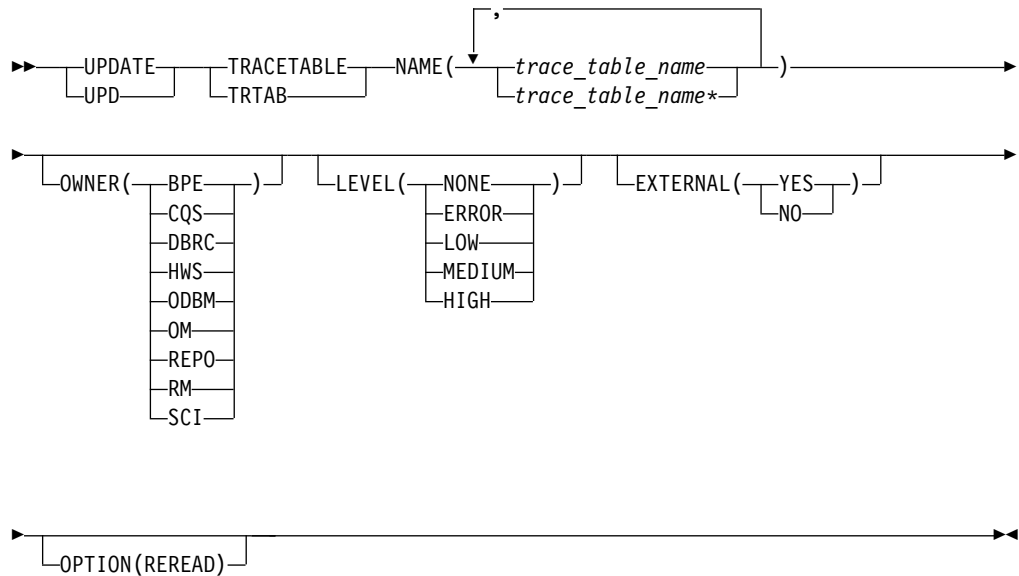 ,
UPDATE TRACETABLE NAME( trace_table_name )
UPD TRTAB trace_table_name*
OWNER( BPE ) LEVEL( NONE ) EXTERNAL( YES )
CQS ERROR NO
DBRC LOW
HWS MEDIUM
ODBM HIGH
OM
REPO
RM
SCI
OPTION(REREAD)